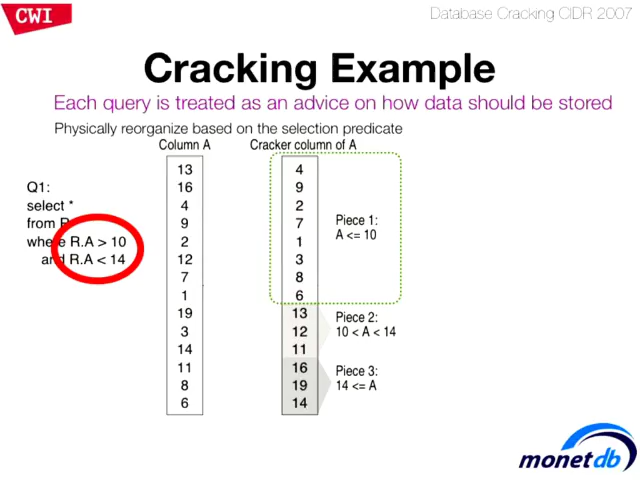 CWI
Database Cracking CIDR 2007
Cracking Example
Each query is treated as an advice on how data should be stored
Physically reorganize based on the selection predicate
Column A
Cracker column of A
Q1:
select *
from R
where R.A > 10
and R.A < 14
13
16
4
9
2
12
7
1
19
3
14
11
8
6
4
9
2
7
1
3
8
6
13
12
11
16
19
14
Piece 1:
A <= 10
Piece 2:
10 < A < 14
Piece 3:
14 <= A
monetdb